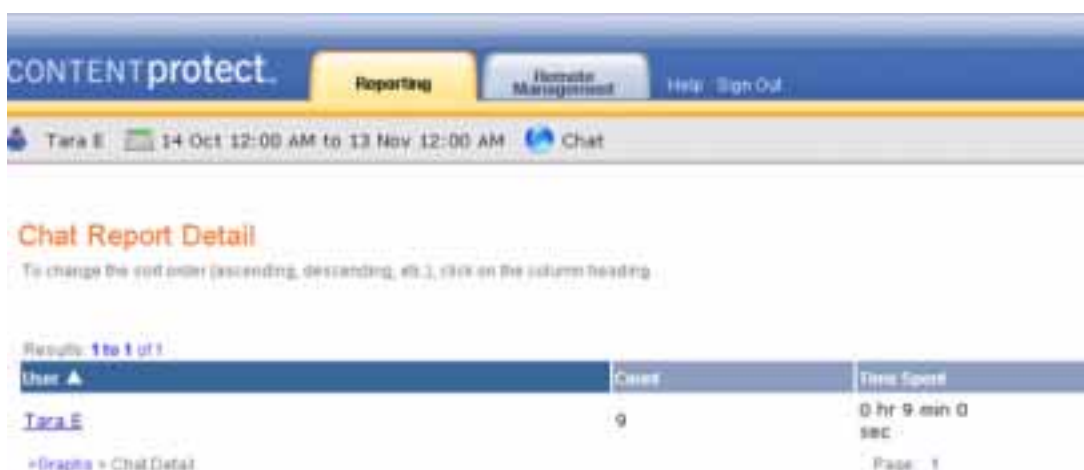 CONTENTprotect
Reporting
Remote Management
Help Sign Out
Tara E 14 Oct 12:00 AM to 13 Nov 12:00 AM Chat
Chat Report Detail
To change the sort order (ascending, descending, etc.), click on the column heading
Results: 1 to 1 of 1
User Count Time Spent
Tara E 9 0 hr 9 min 0
sec
»Graphs » Chat Detail Page: 1